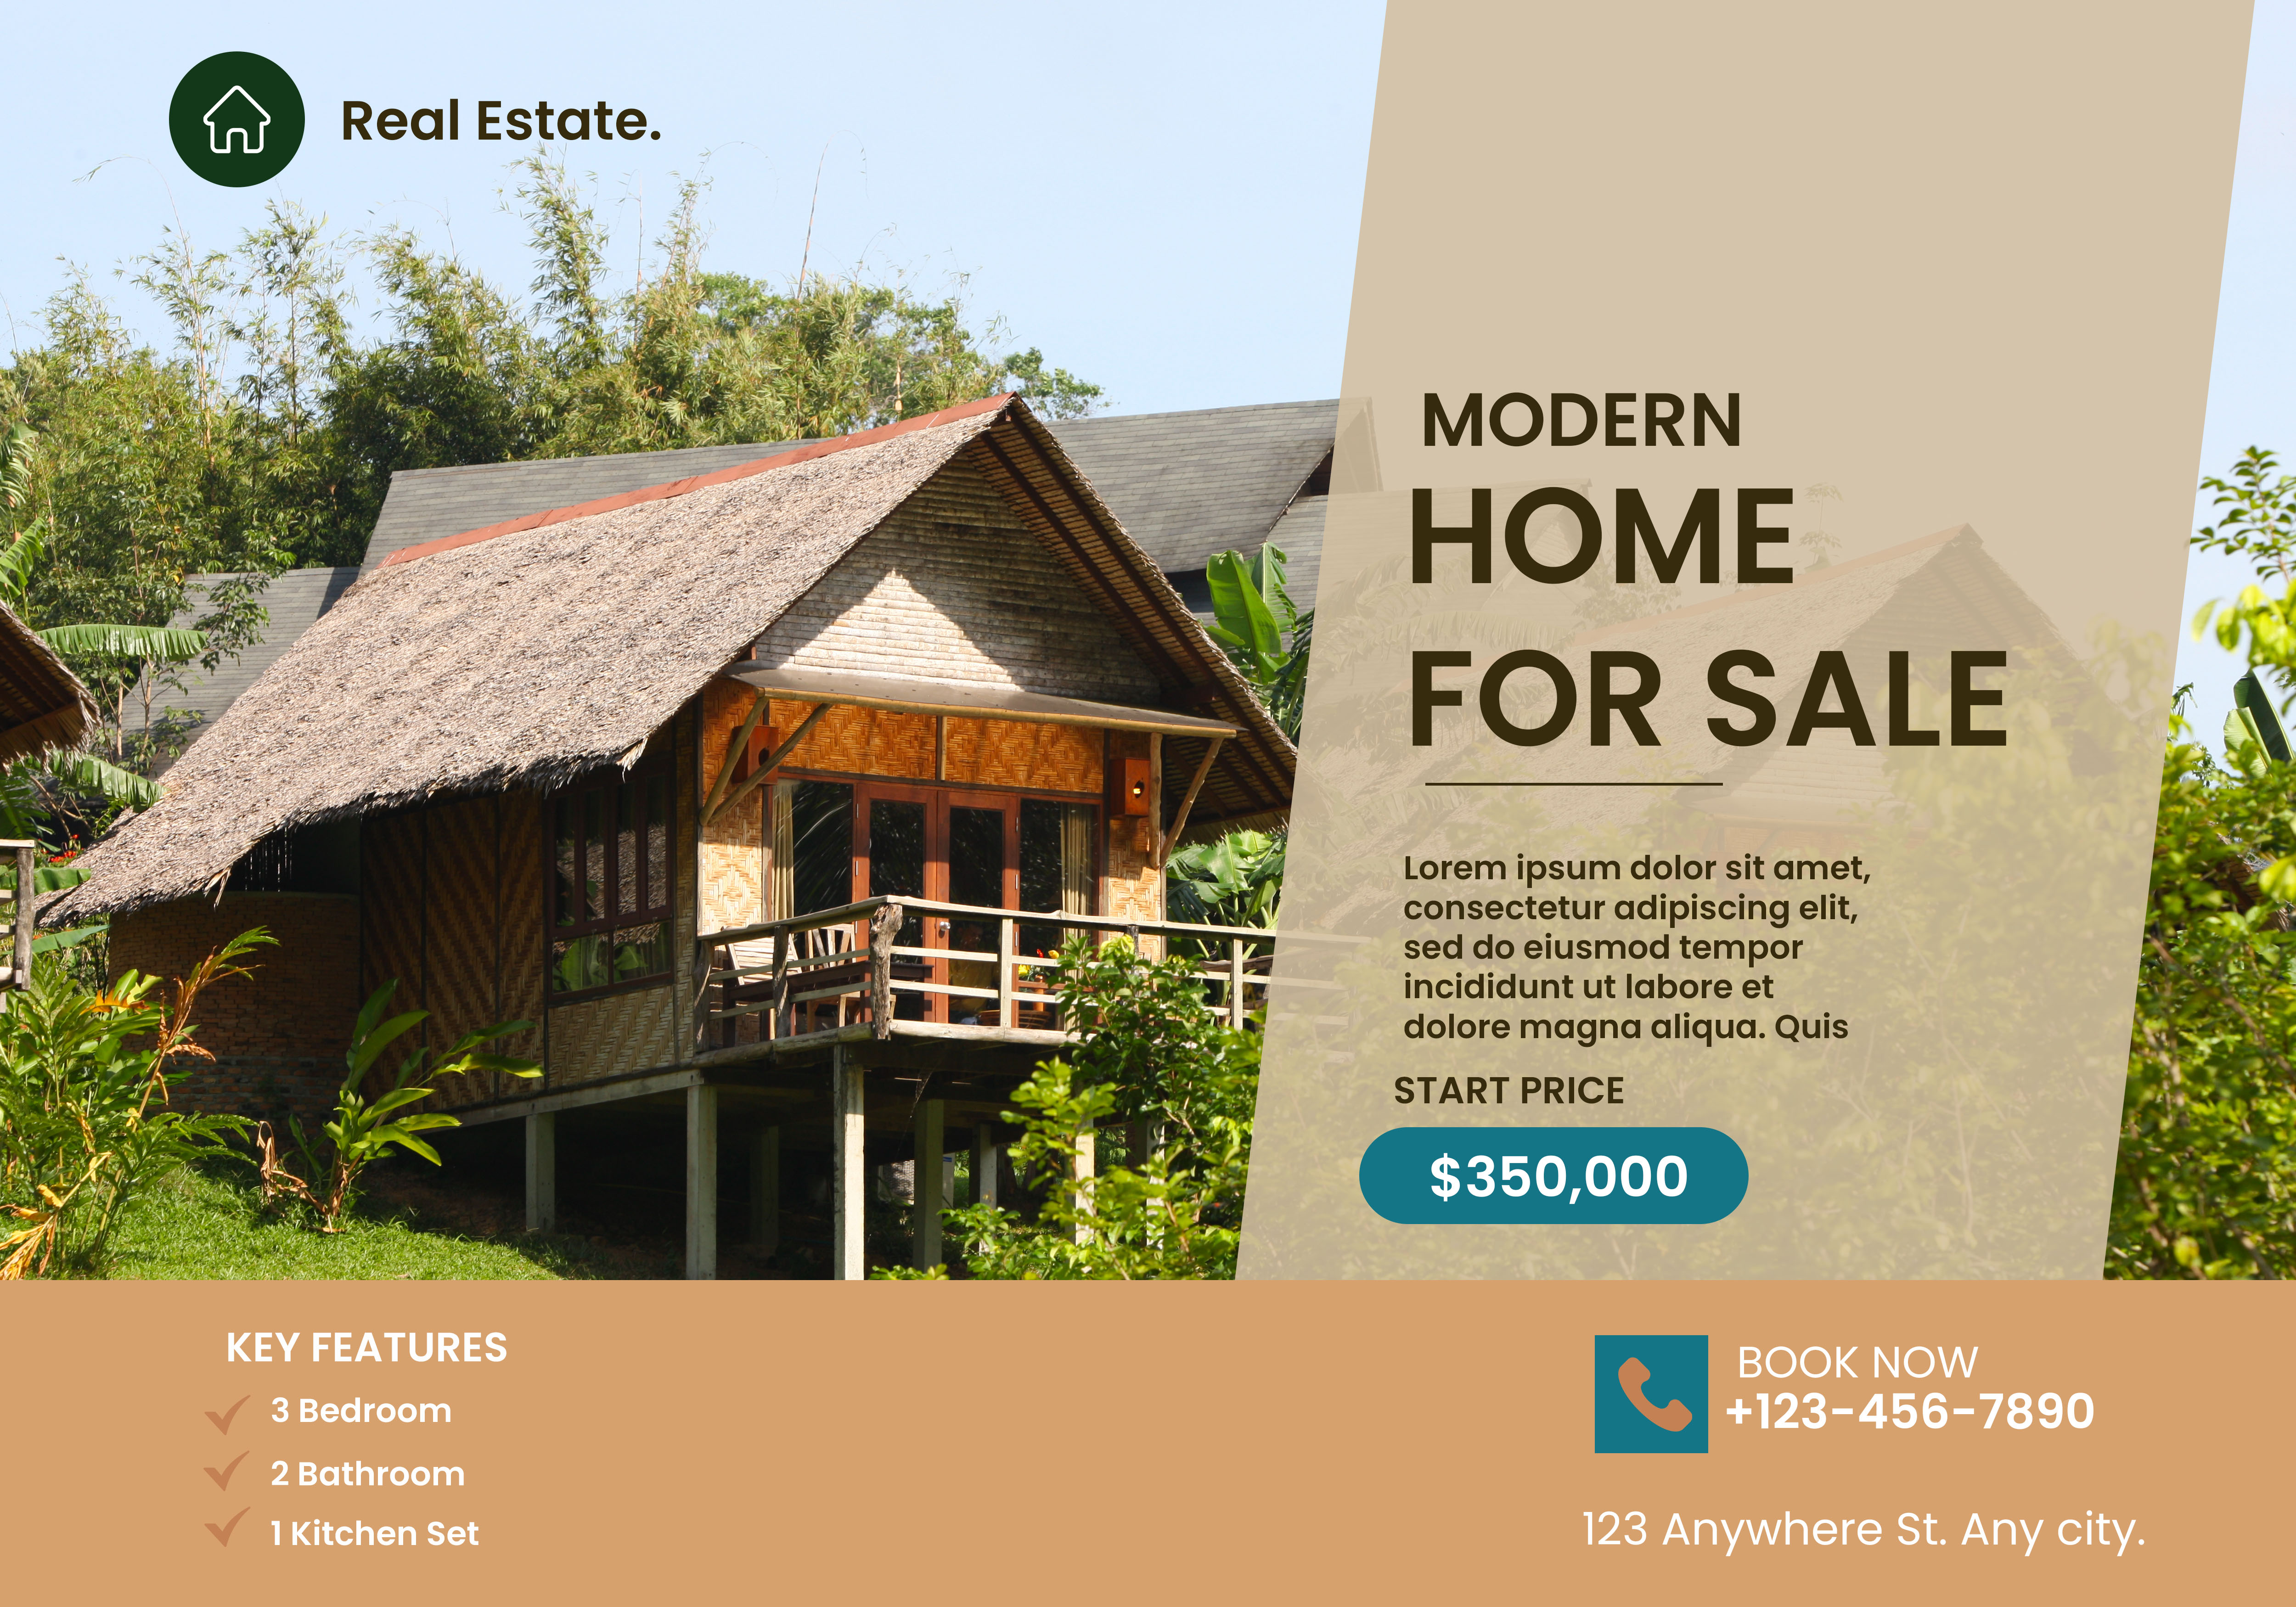 Real Estate.
MODERN
HOME
FOR SALE
Lorem ipsum dolor sit amet,
consectetur adipiscing elit,
sed do eiusmod tempor
incididunt ut labore et
dolore magna aliqua. Quis
START PRICE
$350,000
KEY FEATURES
3 Bedroom
2 Bathroom
1 Kitchen Set
BOOK NOW
+123-456-7890
123 Anywhere St. Any city.